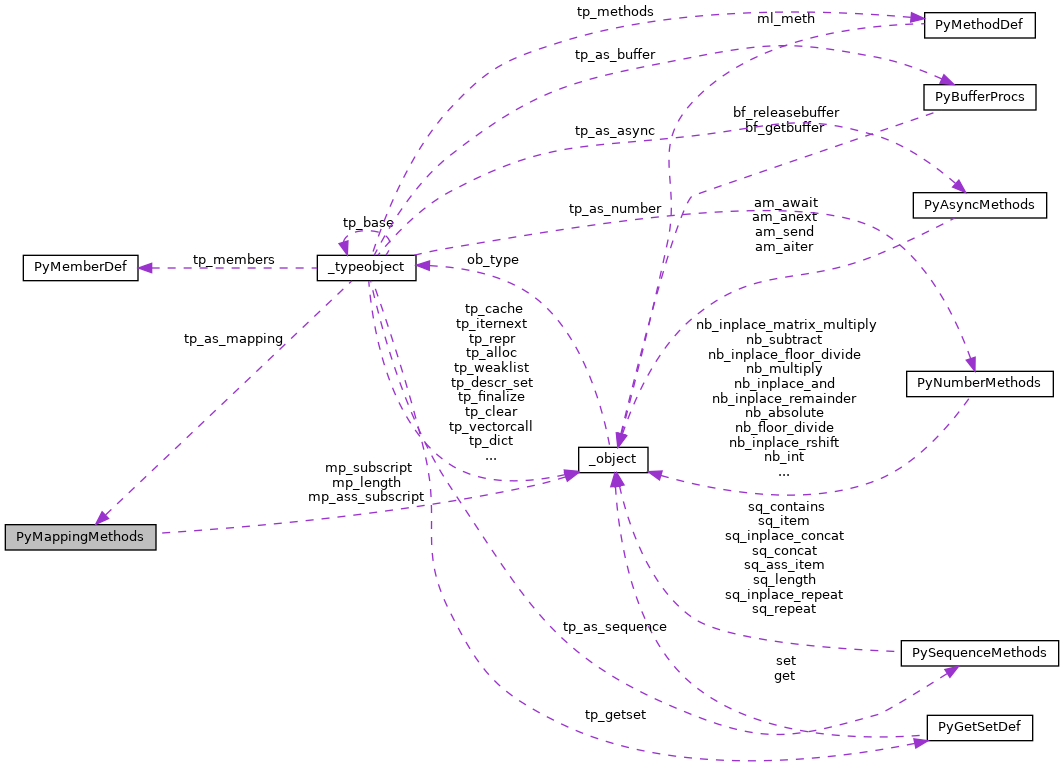 tp_methods
ml_meth
PyMethodDef
tp_as_buffer
PyBufferProcs
bf_releasebuffer
bf_getbuffer
tp_as_async
PyAsyncMethods
tp_as_number
am_await
am_anext
am_send
am_aiter
tp_base
PyMemberDef
tp_members
_typeobject
ob_type
tp_as_mapping
tp_cache
tp_iternext
tp_repr
tp_alloc
tp_weaklist
tp_descr_set
tp_finalize
tp_clear
tp_vectorcall
tp_dict
...
nb_inplace_matrix_multiply
nb_subtract
nb_inplace_floor_divide
nb_multiply
nb_inplace_and
nb_inplace_remainder
nb_absolute
nb_floor_divide
nb_inplace_rshift
nb_int
...
PyNumberMethods
_object
mp_subscript
mp_length
mp_ass_subscript
PyMappingMethods
sq_contains
sq_item
sq_inplace_concat
sq_concat
sq_ass_item
sq_length
sq_inplace_repeat
sq_repeat
tp_as_sequence
PySequenceMethods
set
get
tp_getset
PyGetSetDef